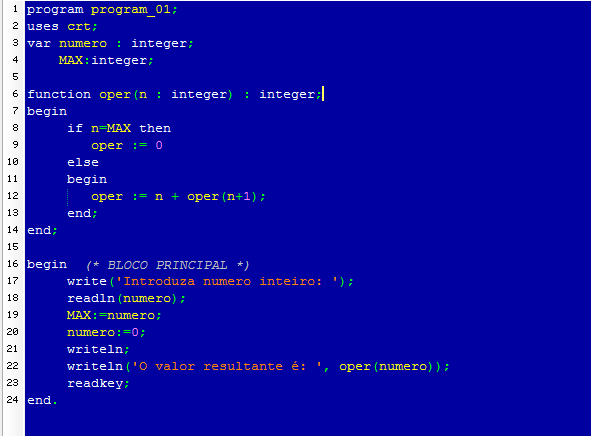 1 program program_01;
2 uses crt;
3 var numero : integer;
4     MAX:integer;
5
6 function oper(n : integer) : integer;
7 begin
8      if n=MAX then
9         oper := 0
10      else
11      begin
12         oper := n + oper(n+1);
13      end;
14 end;
15
16 begin  (* BLOCO PRINCIPAL *)
17      write('Introduza numero inteiro: ');
18      readln(numero);
19      MAX:=numero;
20      numero:=0;
21      writeln;
22      writeln('O valor resultante é: ', oper(numero));
23      readkey;
24 end.